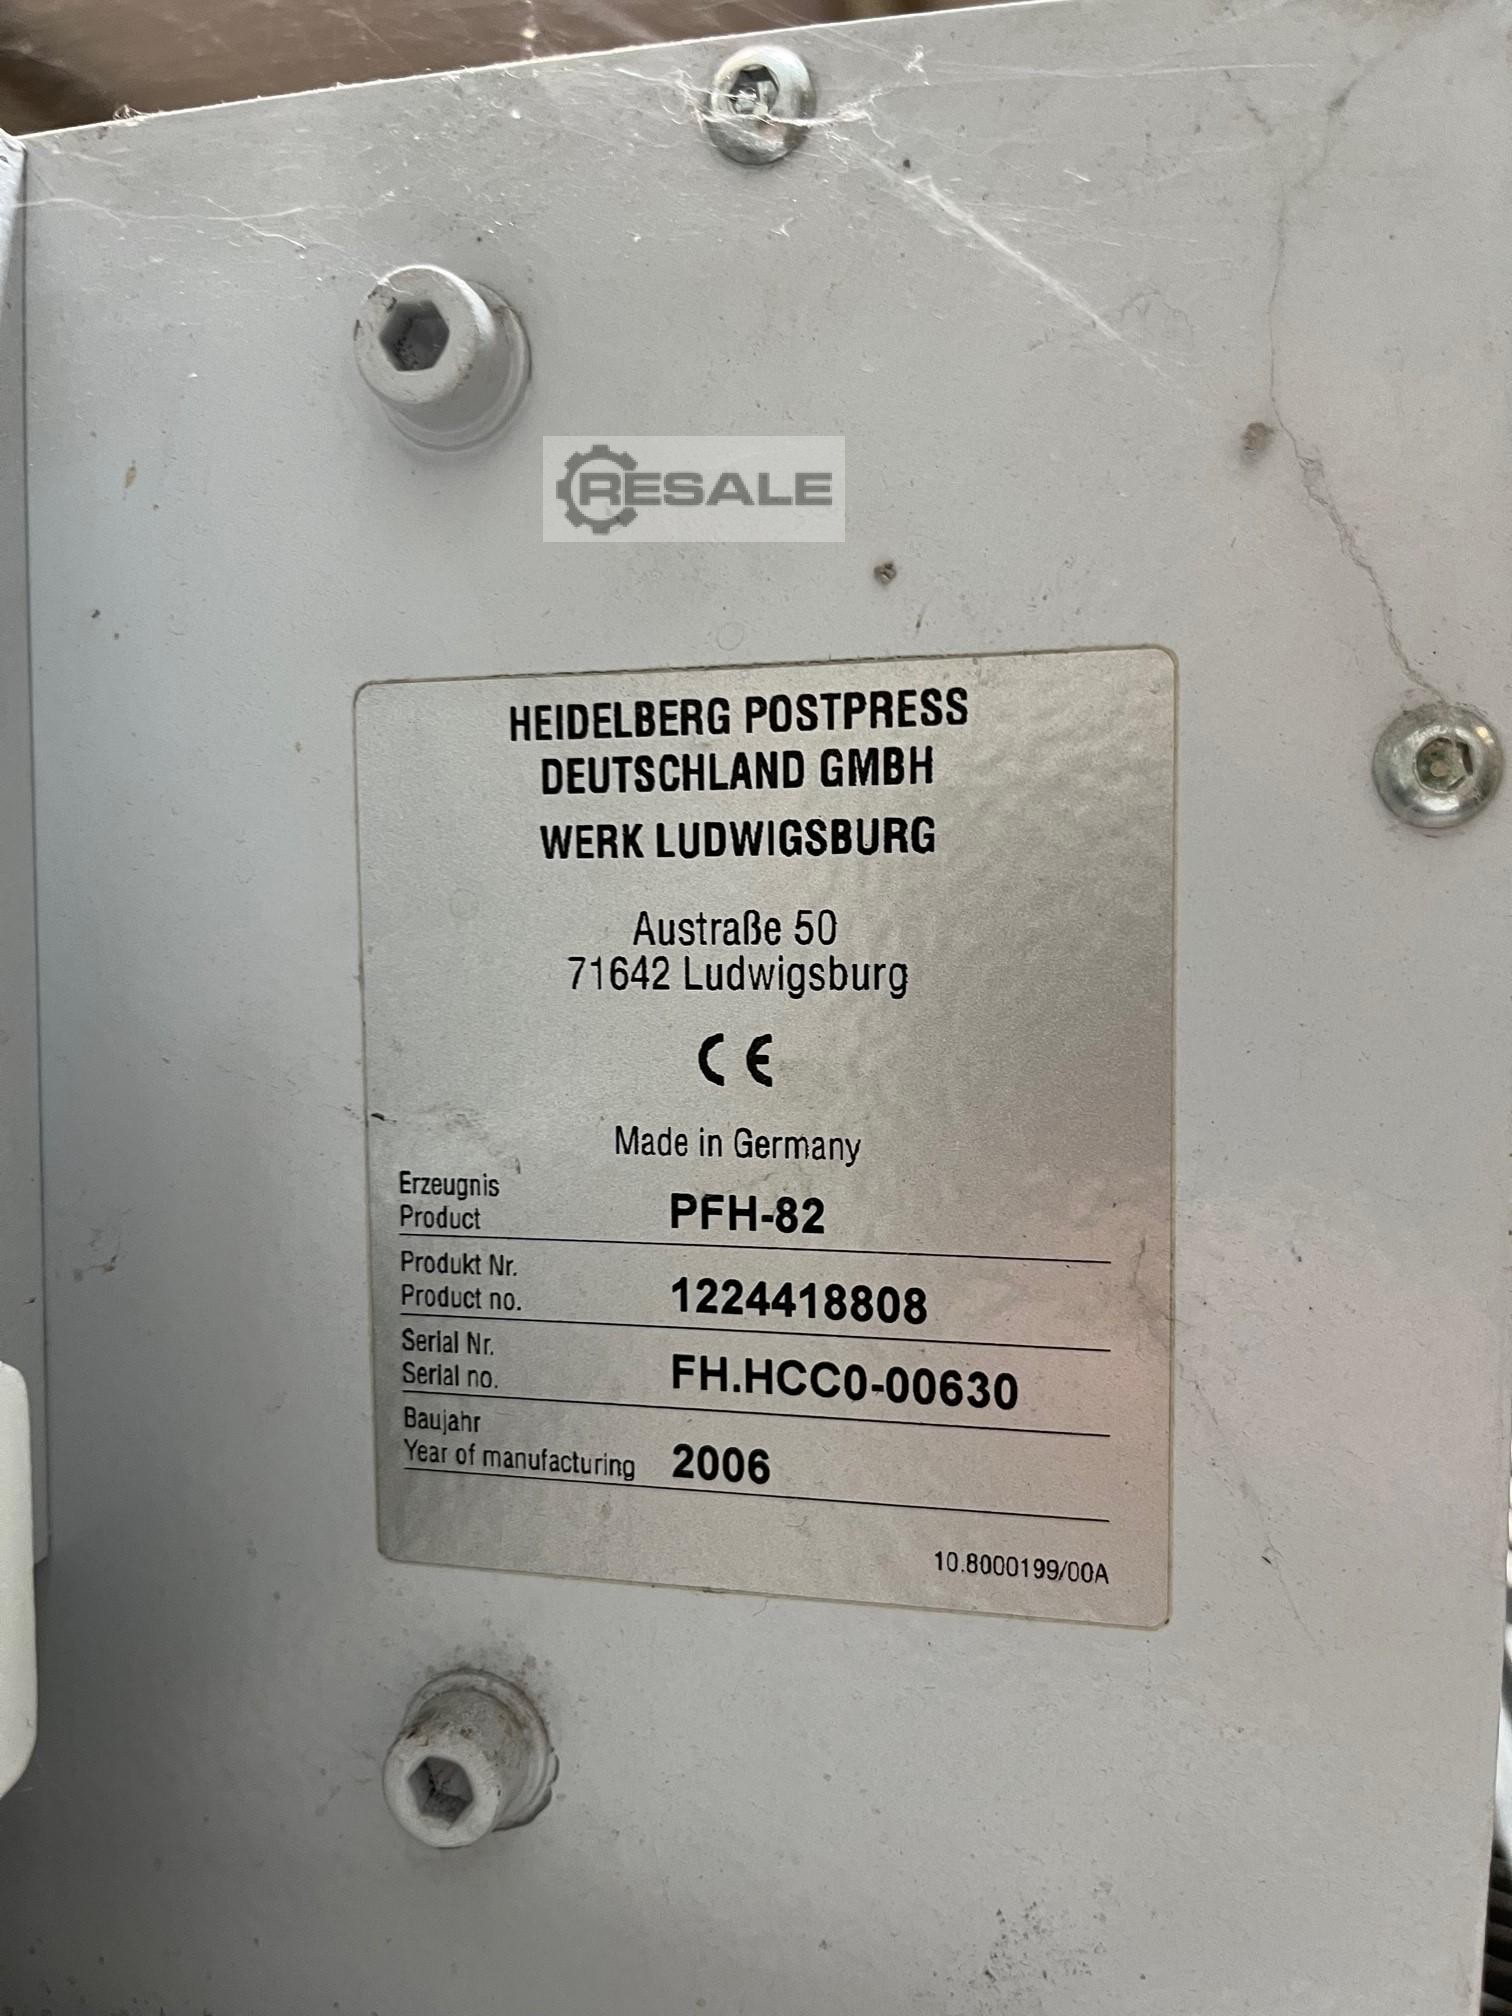 RESALE
HEIDELBERG POSTPRESS
DEUTSCHLAND GMBH
WERK LUDWIGSBURG
Austraße 50
71642 Ludwigsburg
CE
Made in Germany
Erzeugnis
Product PFH-82
Produkt Nr.
Product no. 1224418808
Serial Nr.
Serial no. FH.HCC0-00630
Baujahr
Year of manufacturing 2006
10.8000199/00A